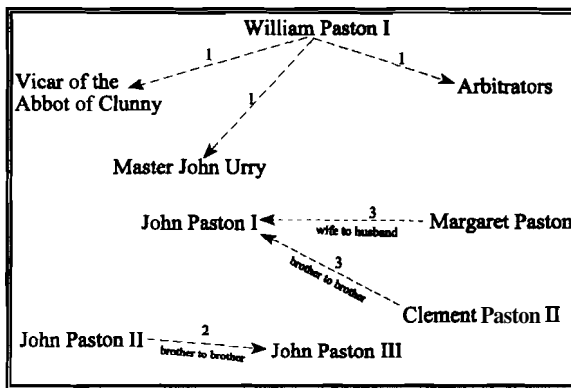 William Paston I
1
1
Vicar of the
Abbot of Clunny
Arbitrators
1
Master John Urry
3
John Paston I
Margaret Paston
wife to husband
3
brother to brother
Clement Paston II
2
John Paston II
John Paston III
brother to brother